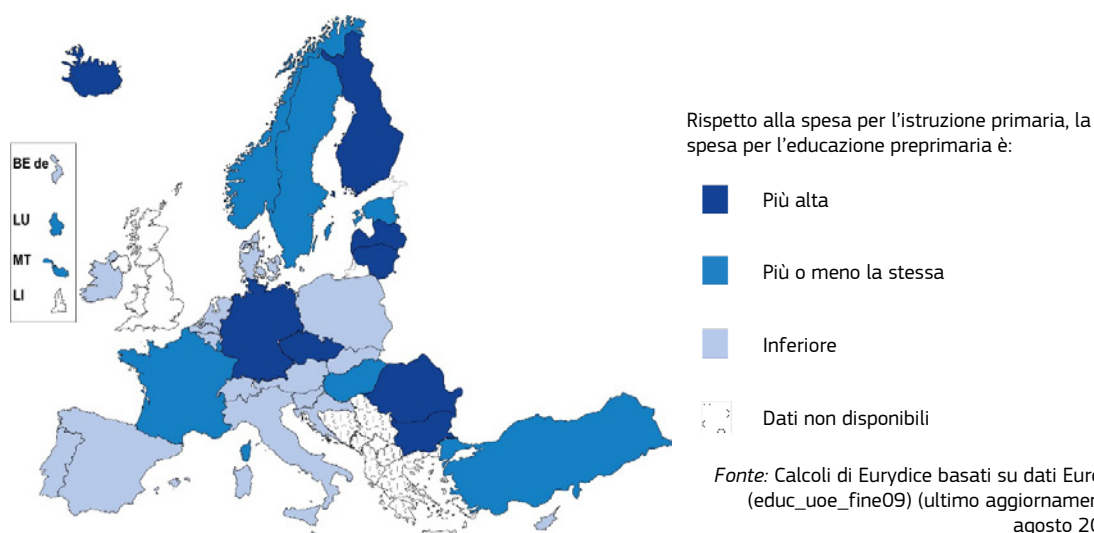 BE de
LU
MT
LI
Rispetto alla spesa per l'istruzione primaria, la
spesa per l'educazione preprimaria è:
Più alta
Più o meno la stessa
Inferiore
Dati non disponibili
Fonte: Calcoli di Eurydice basati su dati Euro
(educ_uoe_fine09) (ultimo aggiornamen
agosto 20